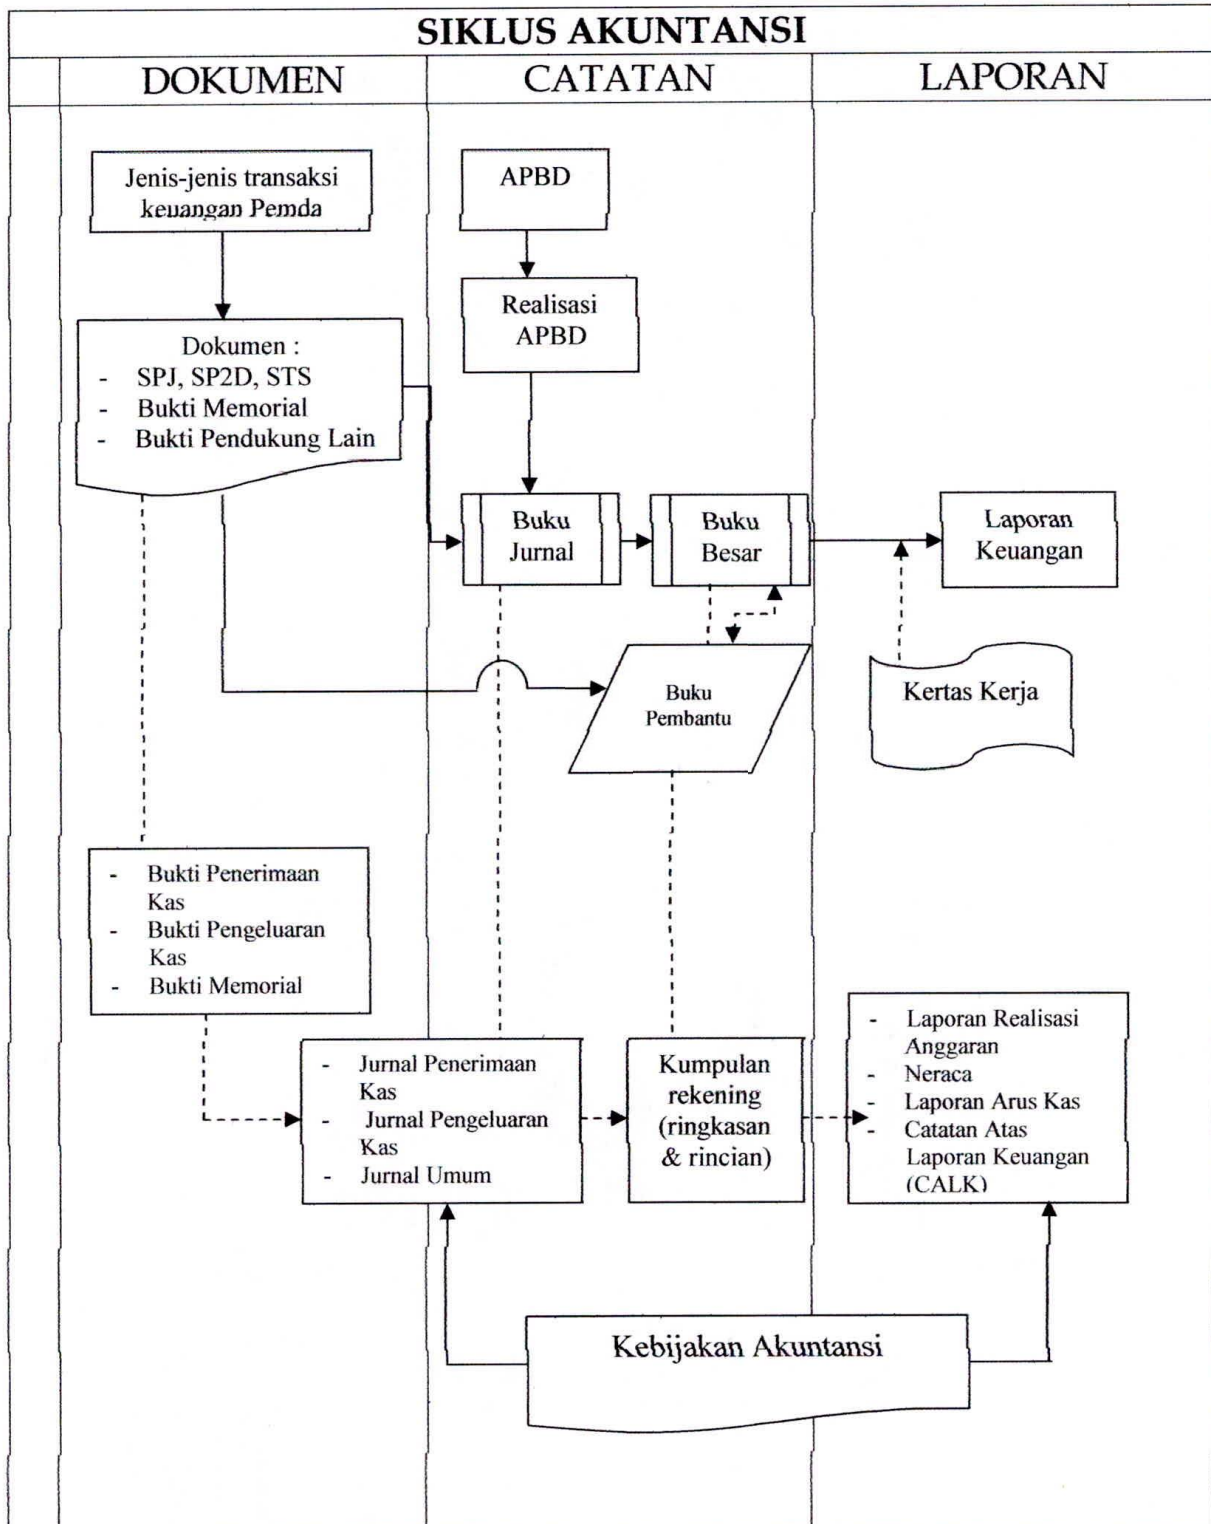 SIKLUS AKUNTANSI
DOKUMEN
CATATAN
LAPORAN
Jenis-jenis transaksi
keuangan Pemda
APBD
Realisasi
APBD
Dokumen :
- SPJ, SP2D, STS
- Bukti Memorial
- Bukti Pendukung Lain
Buku
Jurnal
Buku
Besar
Laporan
Keuangan
Buku
Pembantu
Kertas Kerja
- Bukti Penerimaan
Kas
- Bukti Pengeluaran
Kas
- Bukti Memorial
- Jurnal Penerimaan
Kas
- Jurnal Pengeluaran
Kas
- Jurnal Umum
Kumpulan
rekening
(ringkasan
& rincian)
- Laporan Realisasi
Anggaran
- Neraca
- Laporan Arus Kas
- Catatan Atas
Laporan Keuangan
(CALK)
Kebijakan Akuntansi